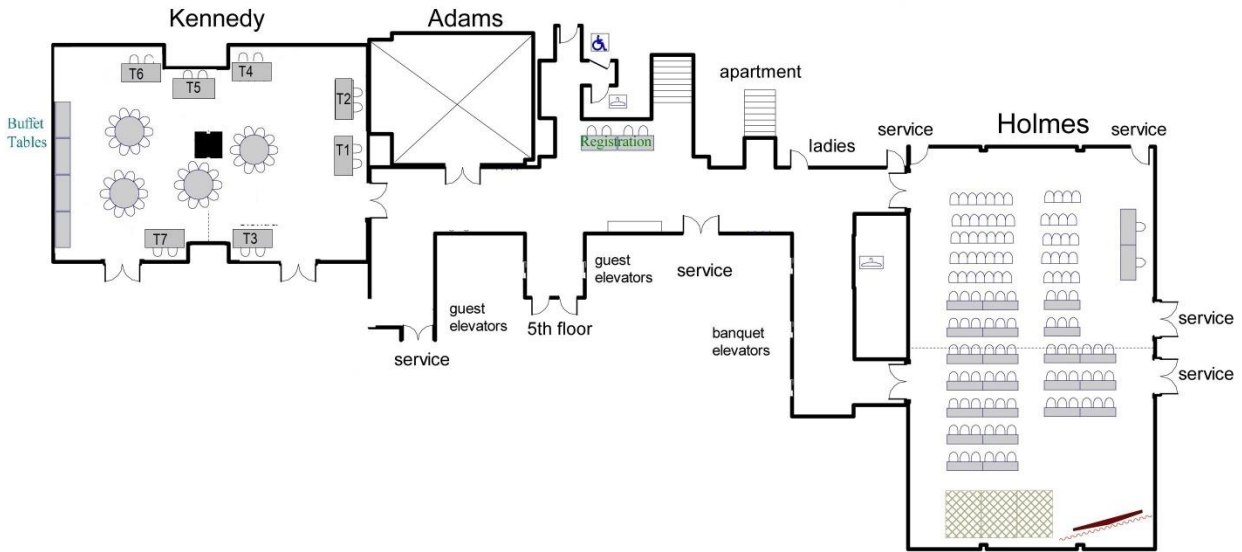 Kennedy
Adams
Holmes
T6
T5
T4
T2
T1
T7
T3
Buffet
Tables
Registration
apartment
ladies
service
service
guest
elevators
5th floor
guest
elevators
service
service
banquet
elevators
service
service